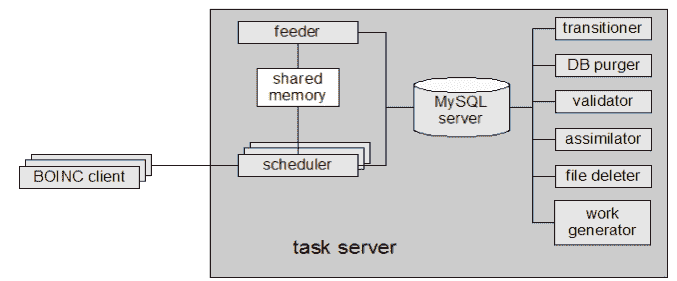 feeder
shared
memory
scheduler
BOINC client
MySQL
server
transitioner
DB purger
validator
assimilator
file deleter
work
generator
task server